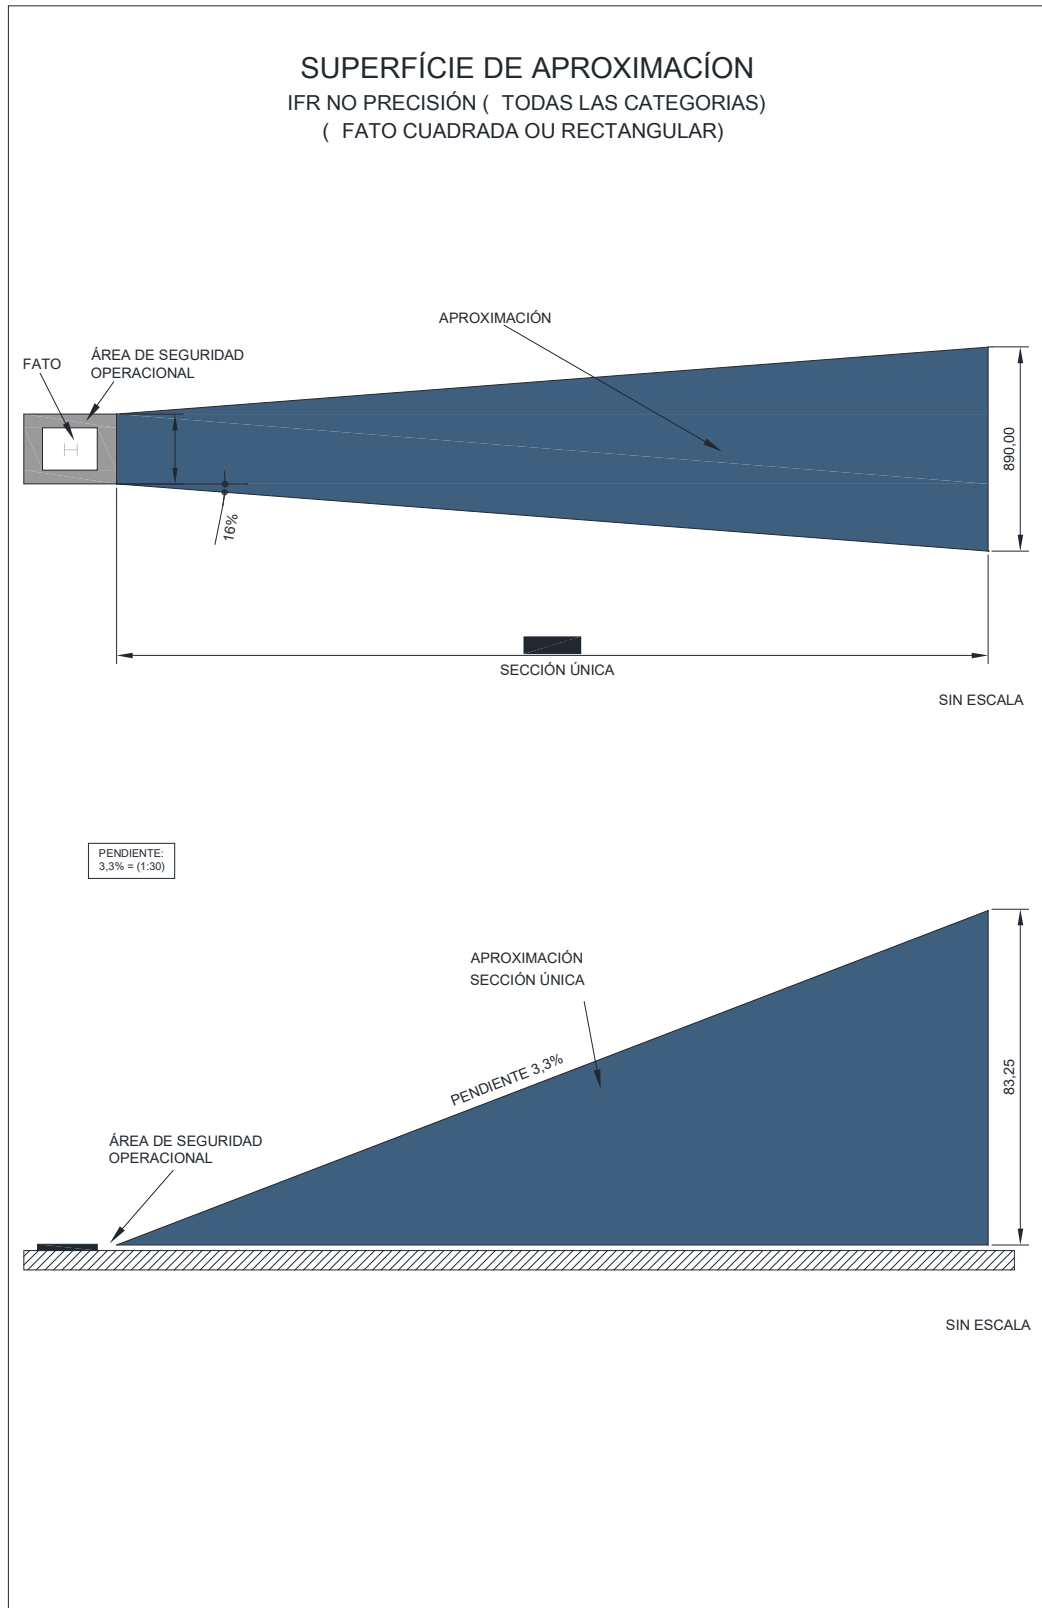 SUPERFÍCIE DE APROXIMACÍON
IFR NO PRECISIÓN ( TODAS LAS CATEGORIAS)
( FATO CUADRADA OU RECTANGULAR)
APROXIMACIÓN
FATO
ÁREA DE SEGURIDAD
OPERACIONAL
H
890,00
16%
SECCIÓN ÚNICA
SIN ESCALA
PENDIENTE:
3,3% = (1:30)
APROXIMACIÓN
SECCIÓN ÚNICA
PENDIENTE 3,3%
83,25
ÁREA DE SEGURIDAD
OPERACIONAL
SIN ESCALA